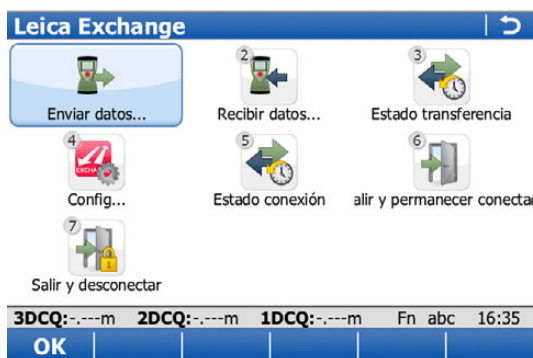 Leica Exchange
Enviar datos...
2
Recibir datos...
3
Estado transferencia
4
EXCHA
Config...
5
Estado conexión
6
alir y permanecer conecta
7
Salir y desconectar
3DCQ:-.---m 2DCQ:-.---m 1DCQ:-.---m Fn abc 16:35
OK